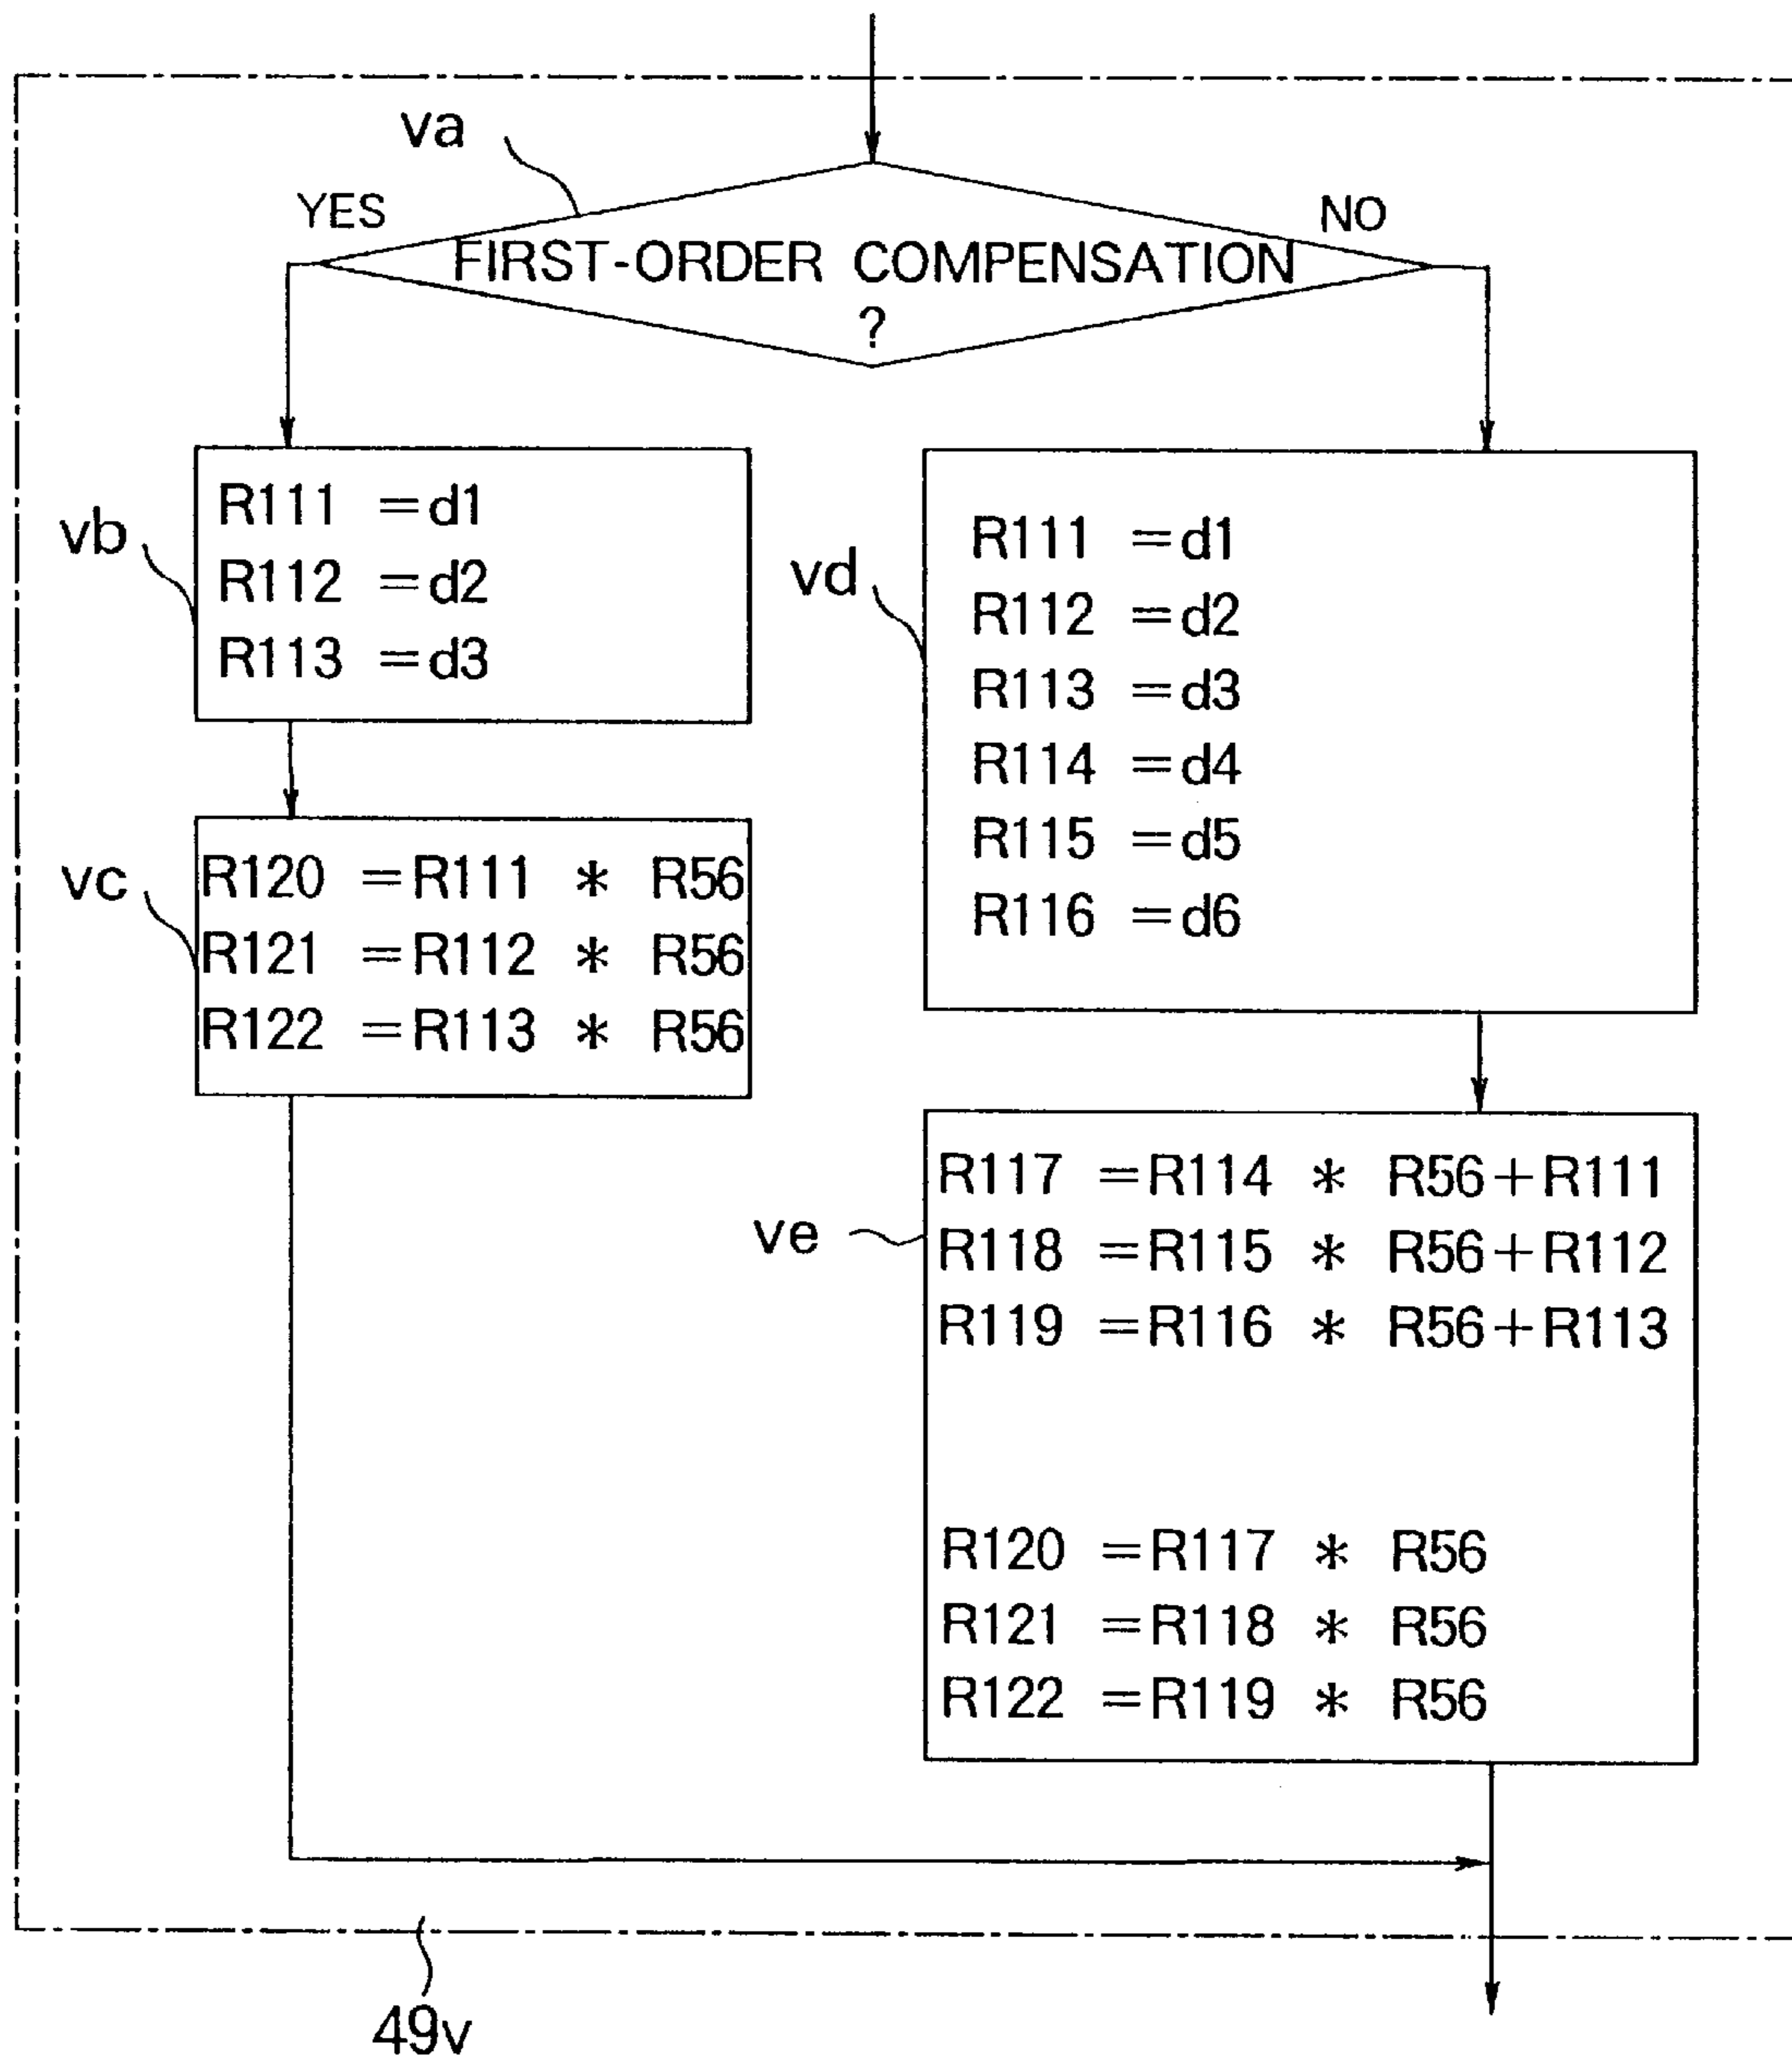 va
YES
NO
FIRST-ORDER COMPENSATION
?
vb
R111 =d1
R112 =d2
R113 =d3
vc
R120 =R111 * R56
R121 =R112 * R56
R122 =R113 * R56
vd
R111 =d1
R112 =d2
R113 =d3
R114 =d4
R115 =d5
R116 =d6
ve
R117 =R114 * R56+R111
R118 =R115 * R56+R112
R119 =R116 * R56+R113
R120 =R117 * R56
R121 =R118 * R56
R122 =R119 * R56
49v